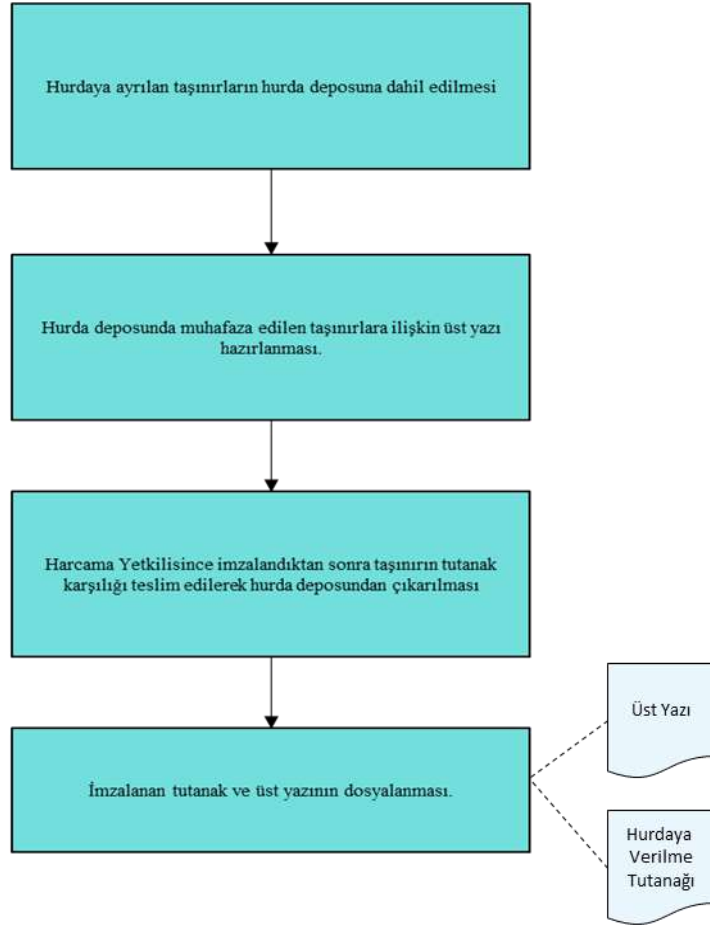 Hurdaya ayrılan taşınırların hurda deposuna dahil edilmesi
Hurda deposunda muhafaza edilen taşınırlara ilişkin üst yazı
hazırlanması.
Harcama Yetkilisince imzalandıktan sonra taşınırın tutanak
karşılığı teslim edilerek hurda deposundan çıkarılması
İmzalanan tutanak ve üst yazının dosyalanması.
Üst Yazı
Hurdaya
Verilme
Tutanağı